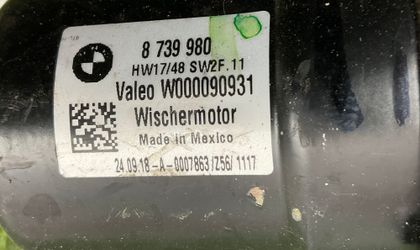 8 739 980
HW17/48 SW2F.11
Valeo W000090931
Wischermotor
Made in Mexico
24.09.18-A-0007863/Z56/1117